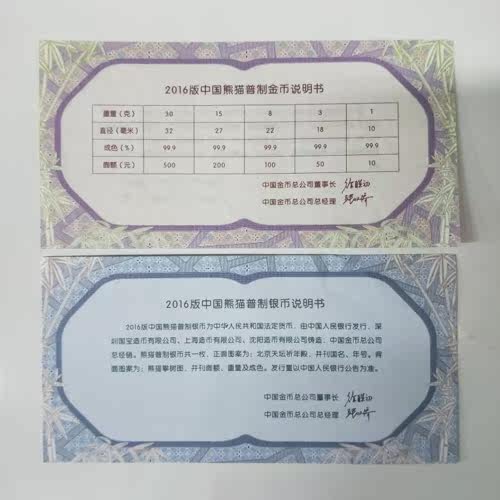 2016版中国熊猫普制金币说明书
重量（克） 30 15 8 3 1
直径（毫米） 32 27 22 18 10
成色（%） 99.9 99.9 99.9 99.9 99.9
面额（元） 500 200 100 50 10
中国金币总公司董事长
中国金币总公司总经理
2016版中国熊猫普制银币说明书
2016版中国熊猫普制银币为中华人民共和国法定货币，由中国人民银行发行，深
圳国宝造币有限公司、上海造币有限公司、沈阳造币有限公司铸造，中国金币总公司
总经销。熊猫普制银币共一枚，正面图案为：北京天坛祈年殿，并刊国名、年号。背
面图案为：熊猫攀树图，并刊面额、重量及成色。发行量以中国人民银行公告为准。
中国金币总公司董事长
中国金币总公司总经理